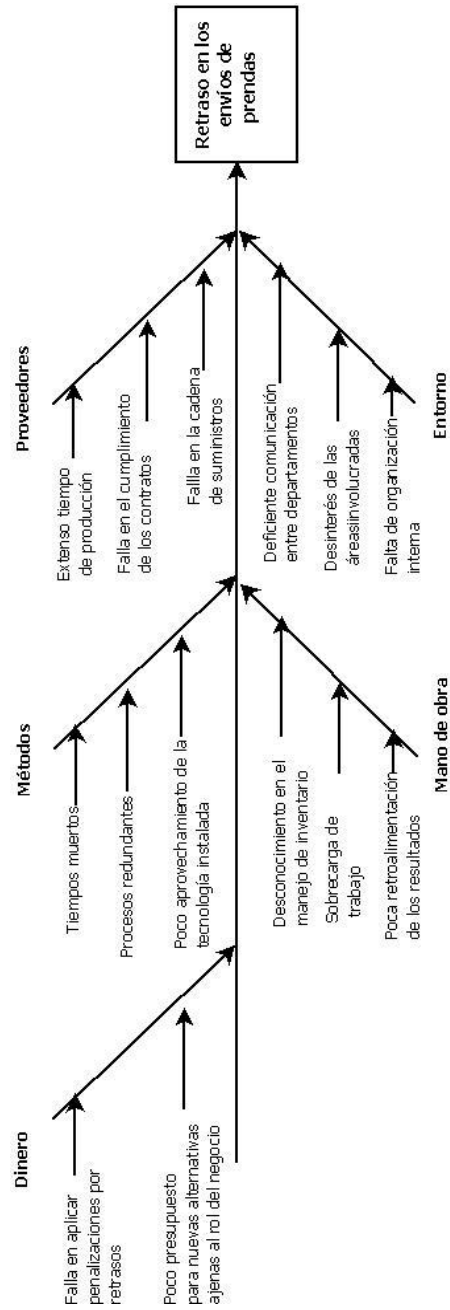 Dinero
Falla en aplicar
penalizaciones por
retrasos
Poco presupuesto
para nuevas alternativas
ajenas al rol del negocio
Métodos
Tiempos muertos
Procesos redundantes
Poco aprovechamiento de la
tecnología instalada
Proveedores
Extenso tiempo
de producción
Falla en el cumplimiento
de los contratos
Fallla en la cadena
de suministros
Retraso en los
envíos de
prendas
Desconocimiento en el
manejo de inventario
Sobrecarga de
trabajo
Poca retroalimentación
de los resultados
Mano de obra
Deficiente comunicación
entre departamentos
Desinterés de las
áreasiinvolucradas
Falta de organización
interna
Entorno